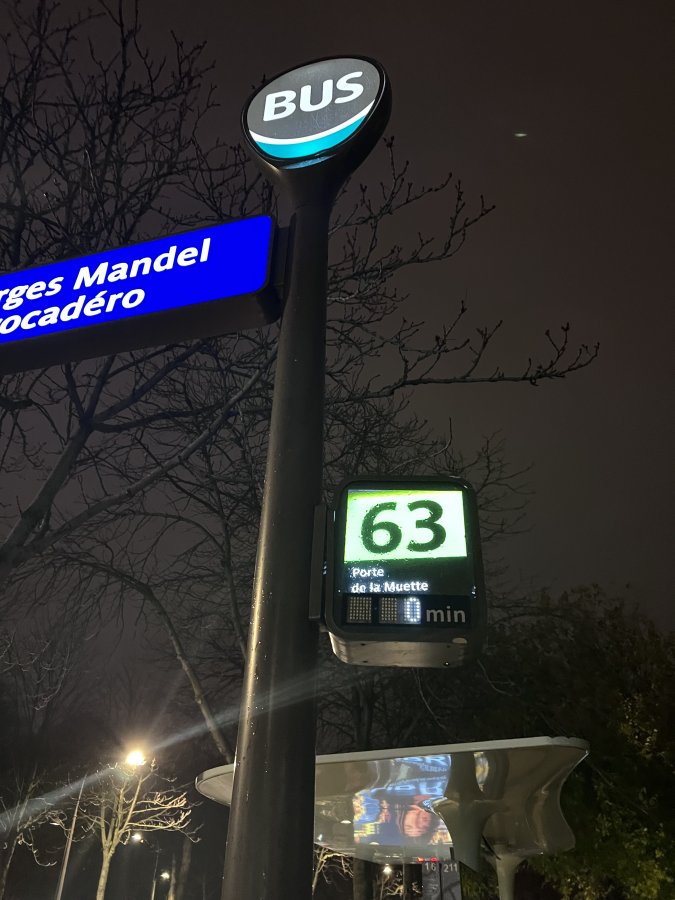 BUS
rges Mandel
ocadéro
63
Porte
de la Muette
0 min